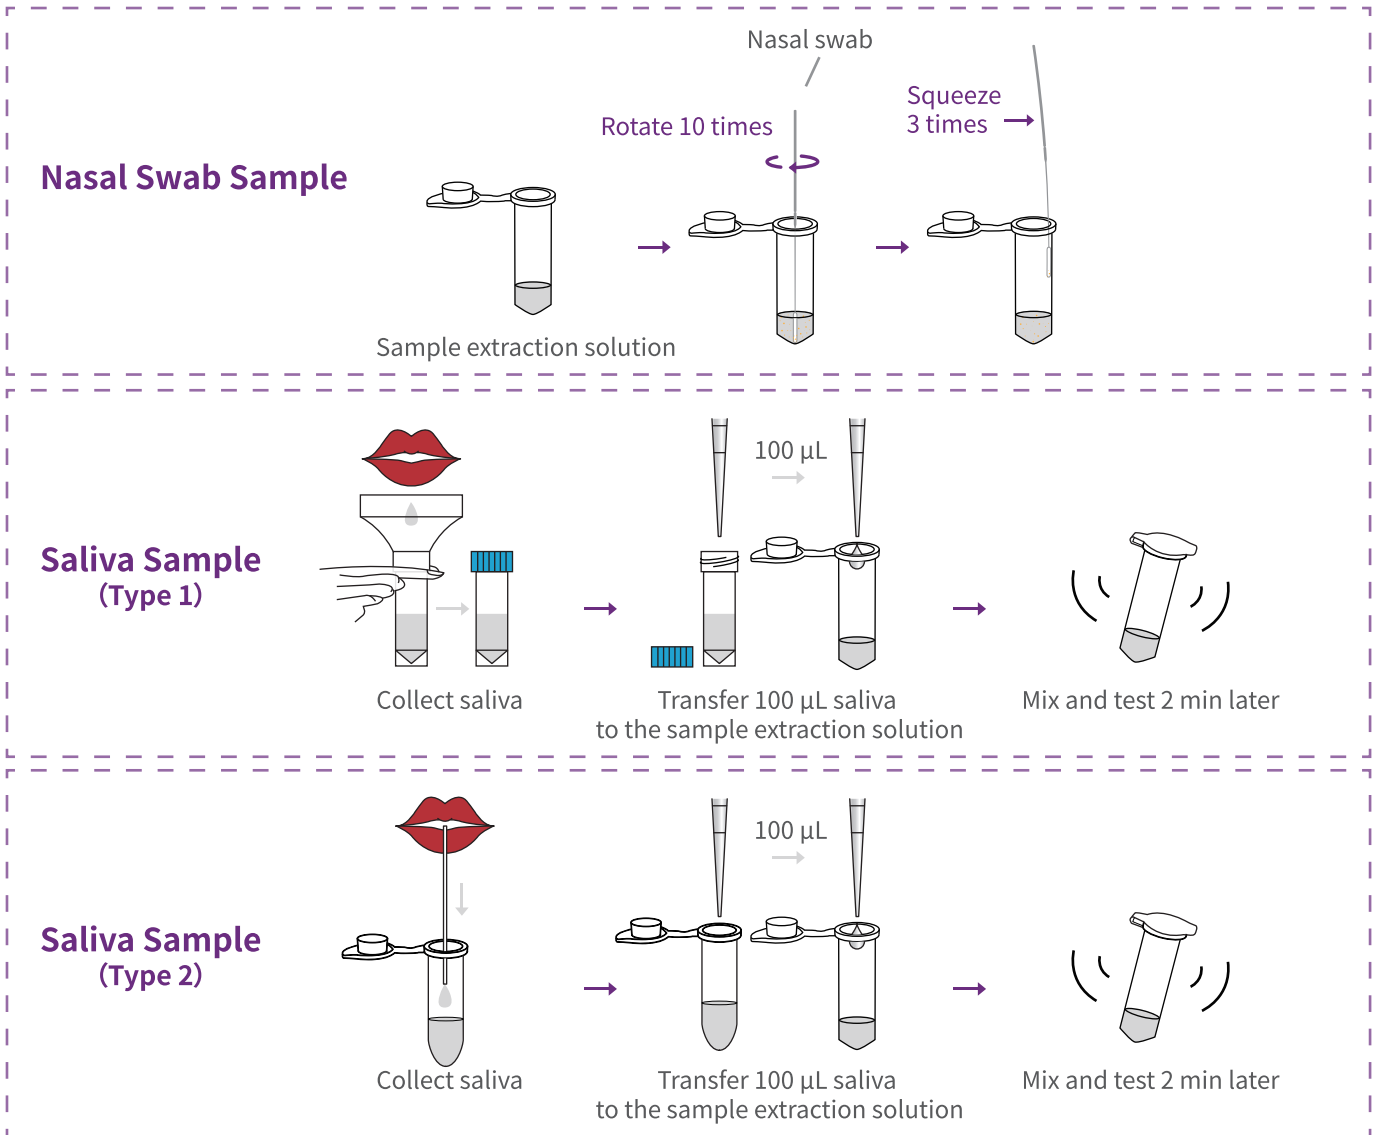 Nasal swab
Squeeze
3 times
Rotate 10 times
Nasal Swab Sample
Sample extraction solution
100 µL
Saliva Sample
（Type 1）
Collect saliva
Transfer 100 µL saliva
to the sample extraction solution
Mix and test 2 min later
100 µL
Saliva Sample
（Type 2）
Collect saliva
Transfer 100 µL saliva
to the sample extraction solution
Mix and test 2 min later